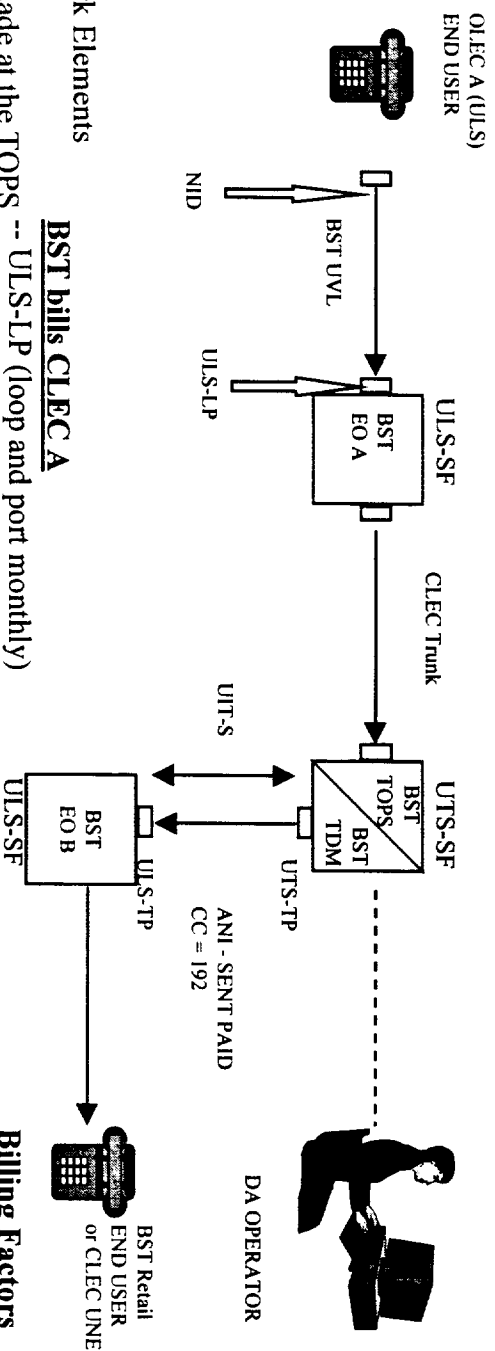 OLEC A (ULS)
END USER
NID
BST UVL
ULS-LP
ULS-SF
BST
EO A
CLEC Trunk
UTS-SF
BST
TOPS
BST
TDM
UTS-TP
UIT-S
ANI - SENT PAID
CC = 192
ULS-TP
BST
EO B
ULS-SF
DA OPERATOR
BST Retail
END USER
or CLEC UNE
k Elements
BST bills CLEC A
Billing Factors
ade at the TOPS -- ULS-LP (loop and port monthly)